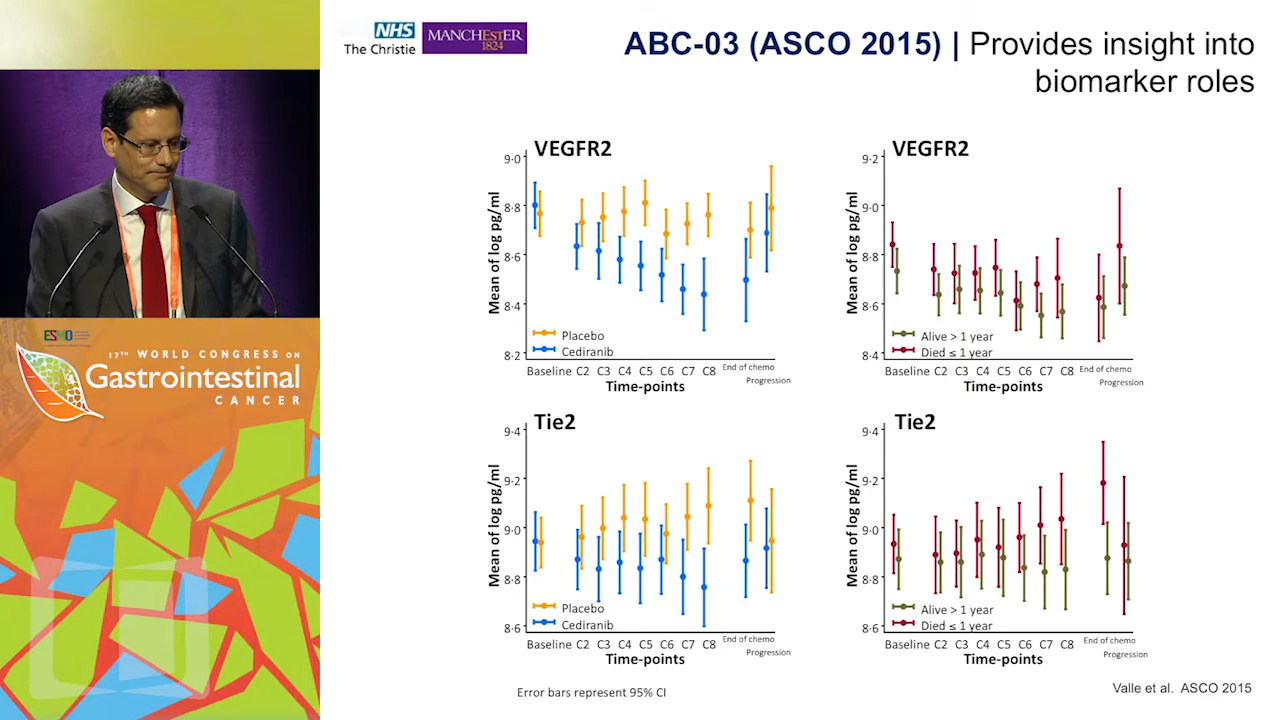 NHS
The Christie
MANCHESTER
1824
ABC-03 (ASCO 2015) | Provides insight into
biomarker roles
ESMO
17TH WORLD CONGRESS ON
Gastrointestinal
CANCER
VEGFR2
Mean of log pg/ml
9·0
8·8
8·6
8·4
8·2
Placebo
Cediranib
Baseline C2 C3 C4 C5 C6 C7 C8 End of chemo
Progression
Time-points
VEGFR2
Mean of log pg/ml
9·2
9·0
8·8
8·6
8·4
Alive > 1 year
Died ≤ 1 year
Baseline C2 C3 C4 C5 C6 C7 C8 End of chemo
Progression
Time-points
Tie2
Mean of log pg/ml
9·4
9·2
9·0
8·8
8·6
Placebo
Cediranib
Baseline C2 C3 C4 C5 C6 C7 C8 End of chemo
Progression
Time-points
Tie2
Mean of log pg/ml
9·4
9·2
9·0
8·8
8·6
Alive > 1 year
Died ≤ 1 year
Baseline C2 C3 C4 C5 C6 C7 C8 End of chemo
Progression
Time-points
Error bars represent 95% CI
Valle et al. ASCO 2015